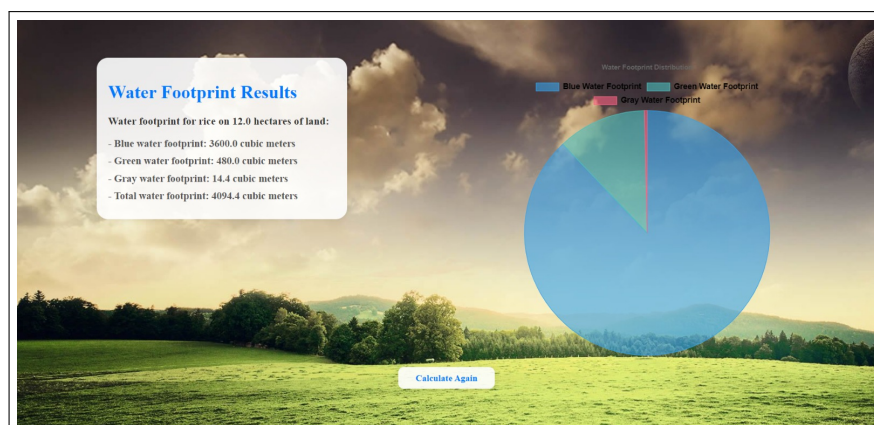 Water Footprint Results
Water footprint for rice on 12.0 hectares of land:
- Blue water footprint: 3600.0 cubic meters
- Green water footprint: 480.0 cubic meters
- Gray water footprint: 14.4 cubic meters
- Total water footprint: 4094.4 cubic meters
Water Footprint Distribution
Blue Water Footprint Green Water Footprint
Gray Water Footprint
Calculate Again